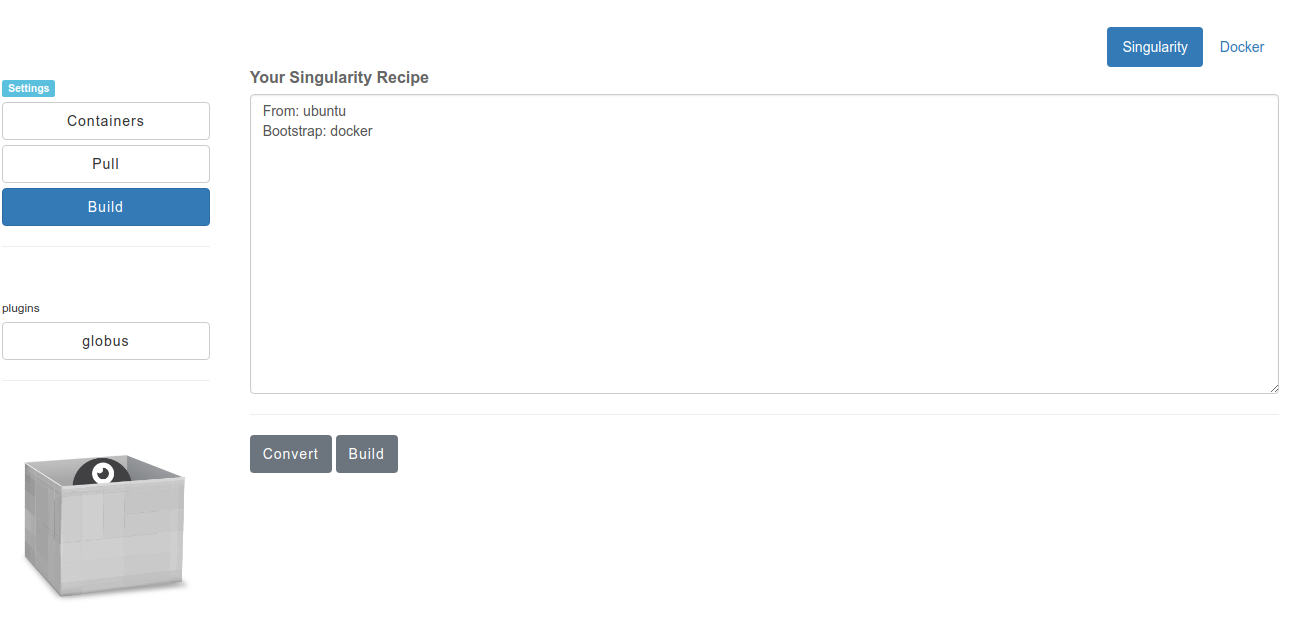 Singularity
Docker
Your Singularity Recipe
Settings
From: ubuntu
Bootstrap: docker
Containers
Pull
Build
plugins
globus
Convert
Build